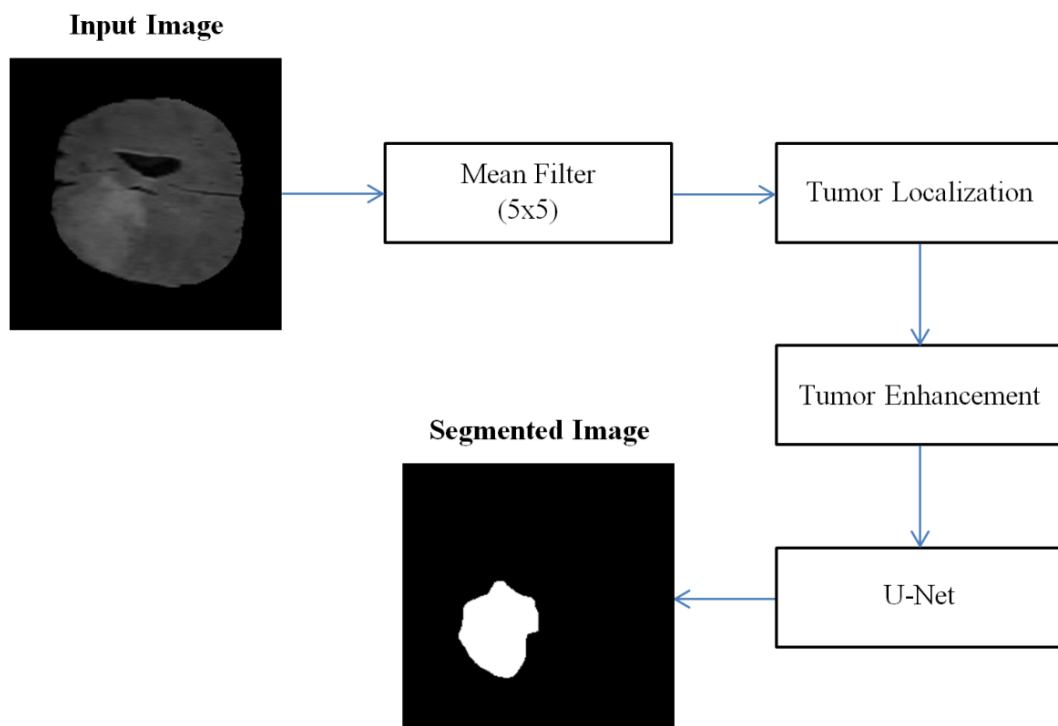 Input Image
Mean Filter
(5x5)
Tumor Localization
Tumor Enhancement
Segmented Image
U-Net